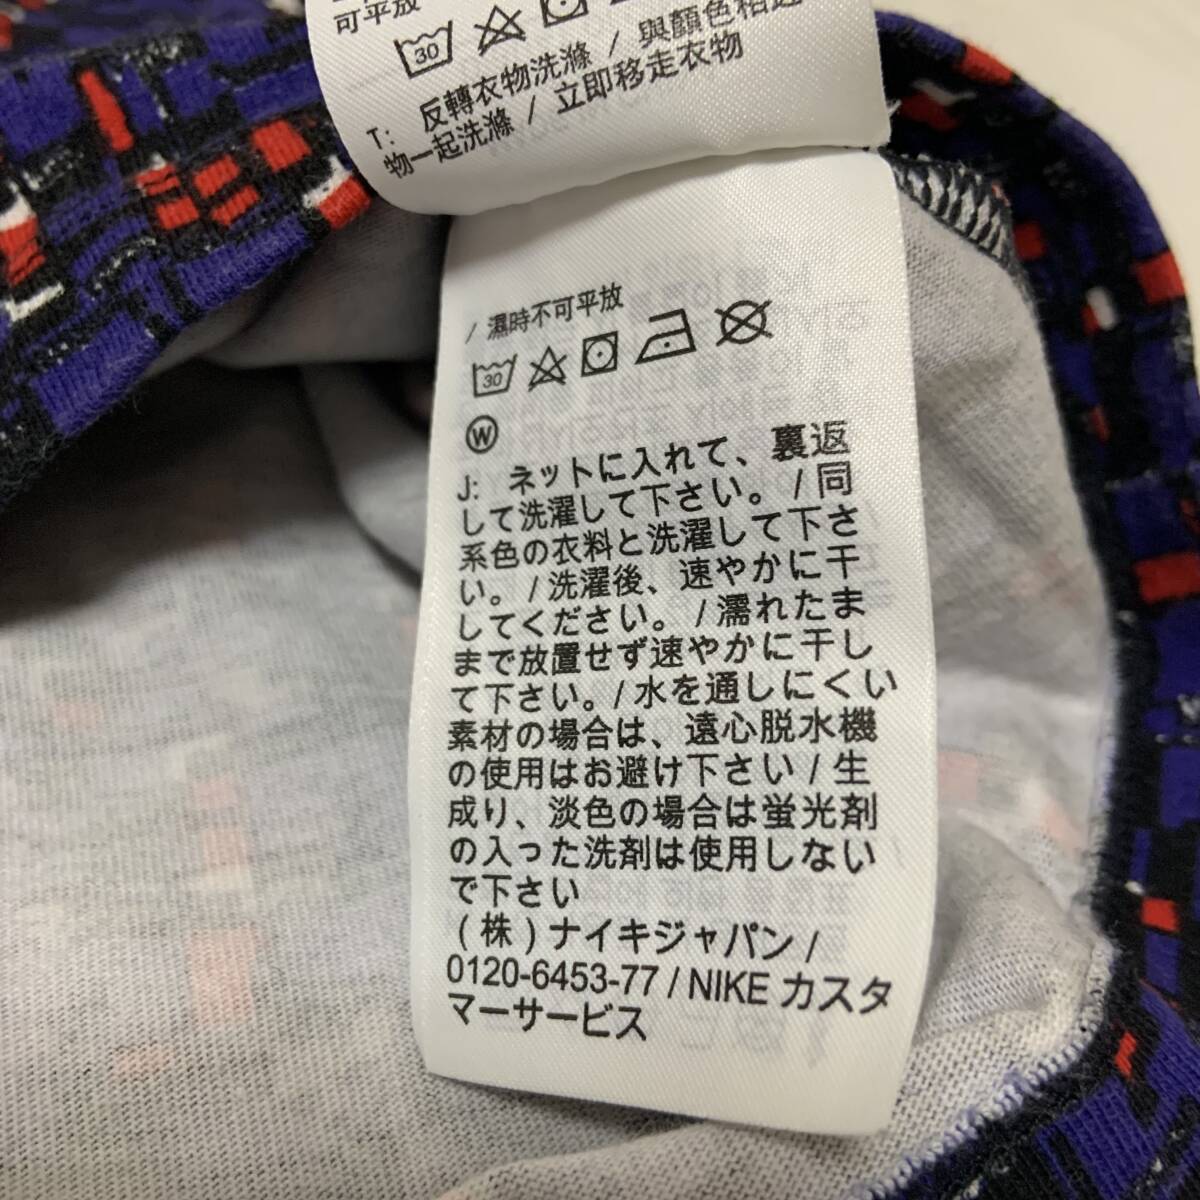 可平放
30
T: 反轉衣物洗滌 / 與顏色相近
物一起洗滌 / 立即移走衣物
/ 濕時不可平放
30
W
J: ネットに入れて、裏返
して洗濯して下さい。/ 同
系色の衣料と洗濯して下さ
い。/ 洗濯後、速やかに干
してください。/ 濡れたま
まで放置せず速やかに干し
て下さい。/ 水を通しにくい
素材の場合は、遠心脱水機
の使用はお避け下さい / 生
成り、淡色の場合は蛍光剤
の入った洗剤は使用しない
で下さい
(株) ナイキジャパン /
0120-6453-77 / NIKE カスタ
マーサービス